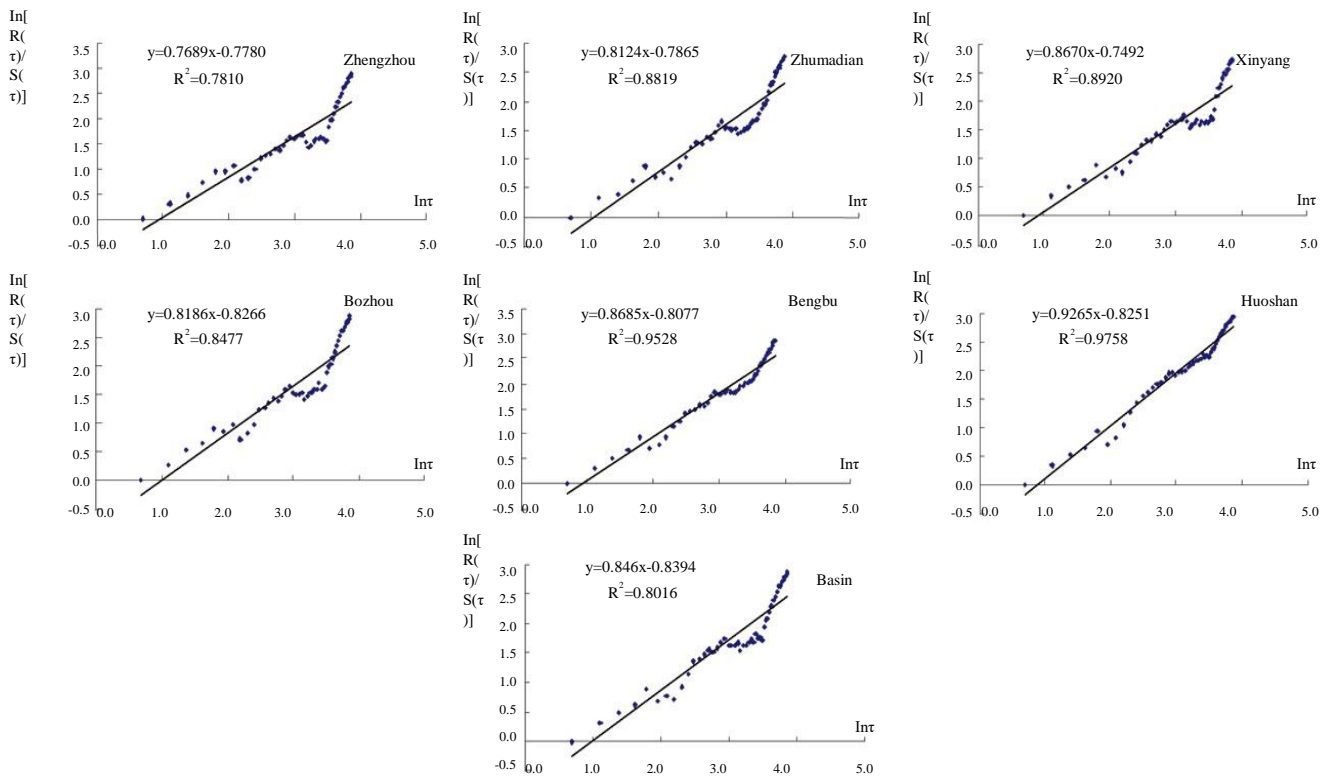 In[
R(
τ)/
S(
τ)]
y=0.7689x-0.7780
R²=0.7810
Zhengzhou
3.5
3.0
2.5
2.0
1.5
1.0
0.5
0.0
-0.5
0.0 1.0 2.0 3.0 4.0 5.0
Inτ
In[
R(
τ)/
S(τ
)]
y=0.8124x-0.7865
R²=0.8819
Zhumadian
3.0
2.5
2.0
1.5
1.0
0.5
0.0
-0.5
0.0 1.0 2.0 3.0 4.0 5.0
Inτ
In[
R(
τ)/
S(τ
)]
y=0.8670x-0.7492
R²=0.8920
Xinyang
3.0
2.5
2.0
1.5
1.0
0.5
0.0
-0.5
0.0 1.0 2.0 3.0 4.0 5.0
Inτ
In[
R(
τ)/
S(
τ)]
y=0.8186x-0.8266
R²=0.8477
Bozhou
3.0
2.5
2.0
1.5
1.0
0.5
0.0
-0.5
0.0 1.0 2.0 3.0 4.0 5.0
Inτ
In[
R(
τ)/
S(τ
)]
y=0.8685x-0.8077
R²=0.9528
Bengbu
3.5
3.0
2.5
2.0
1.5
1.0
0.5
0.0
-0.5
0.0 1.0 2.0 3.0 4.0 5.0
Inτ
In[
R(
τ)/
S(τ
)]
y=0.9265x-0.8251
R²=0.9758
Huoshan
3.0
2.5
2.0
1.5
1.0
0.5
0.0
-0.5
0.0 1.0 2.0 3.0 4.0 5.0
Inτ
In[
R(
τ)/
S(τ
)]
y=0.846x-0.8394
R²=0.8016
Basin
3.0
2.5
2.0
1.5
1.0
0.5
0.0
-0.5
0.0 1.0 2.0 3.0 4.0 5.0
Inτ